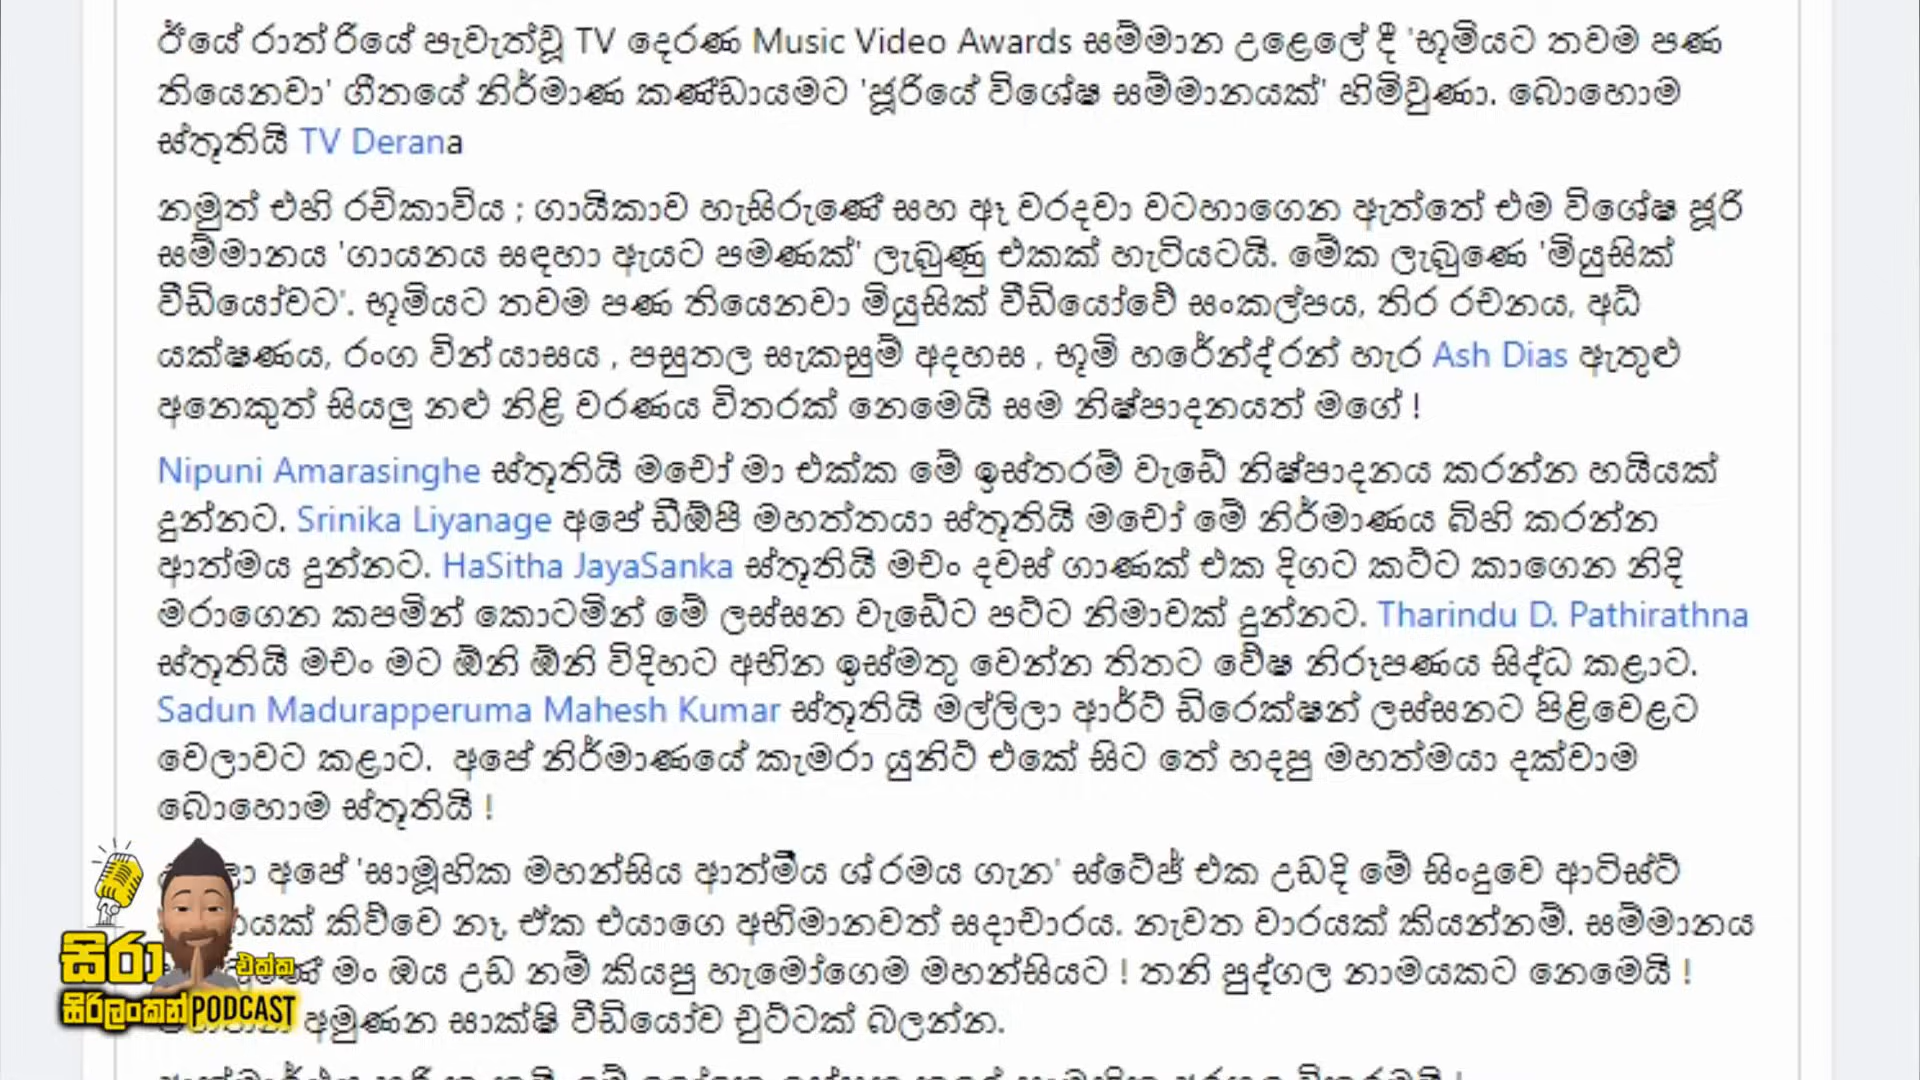 ඊයේ රාත්‍රියේ පැවැත්වූ TV දෙරණ Music Video Awards සම්මාන උළෙලේ දී 'භූමියට තවම පණ
තියෙනවා' ගීතයේ නිර්මාණ කණ්ඩායමට 'ජූරියේ විශේෂ සම්මානයක්' හිමිවුණා. බොහොම
ස්තූතියි TV Derana
නමුත් එහි රචිකාවිය ; ගායිකාව හැසිරුණේ සහ ඈ වරදවා වටහාගෙන ඇත්තේ එම විශේෂ ජූරි
සම්මානය 'ගායනය සඳහා ඇයට පමණක්' ලැබුණු එකක් හැටියටයි. මේක ලැබුණෙ 'මියුසික්
වීඩියෝවට'. භූමියට තවම පණ තියෙනවා මියුසික් වීඩියෝවේ සංකල්පය, තිර රචනය, අධ්
යක්ෂණය, රංග වින්‍යාසය , පසුතල සැකසුම් අදහස , භූමි හරේන්ද්‍රන් හැර Ash Dias ඇතුළු
අනෙකුත් සියලු නළු නිළි වරණය විතරක් නෙමෙයි සම නිෂ්පාදනයත් මගේ !
Nipuni Amarasinghe ස්තූතියි මචෝ මා එක්ක මේ ඉස්තරම් වැඩේ නිෂ්පාදනය කරන්න හයියක්
දුන්නට. Srinika Liyanage අපේ ඩීඕපී මහත්තයා ස්තූතියි මචෝ මේ නිර්මාණය බිහි කරන්න
ආත්මය දුන්නට. HaSitha JayaSanka ස්තූතියි මචං දවස් ගාණක් එක දිගට කට්ට කාගෙන නිදි
මරාගෙන කපමින් කොටමින් මේ ලස්සන වැඩේට පට්ට නිමාවක් දුන්නට. Tharindu D. Pathirathna
ස්තූතියි මචං මට ඕනි ඕනි විදිහට අභින ඉස්මතු වෙන්න තිතට වේෂ නිරූපණය සිද්ධ කළාට.
Sadun Madurapperuma Mahesh Kumar ස්තූතියි මල්ලිලා ආර්ට් ඩිරෙක්ෂන් ලස්සනට පිළිවෙළට
වෙලාවට කළාට. අපේ නිර්මාණයේ කැමරා යුනිට් එකේ සිට තේ හදපු මහත්මයා දක්වාම
බොහොම ස්තූතියි !
අපේ 'සාමූහික මහන්සිය ආත්මීය ශ්‍රමය ගැන' ස්ටේජ් එක උඩදි මේ සිංදුවෙ ආටිස්ට්
කිව්වෙ නෑ, ඒක එයාගෙ අභිමානවත් සදාචාරය. නැවත වාරයක් කියන්නම්. සම්මානය
මං ඔය උඩ නම් කියපු හැමෝගෙම මහන්සියට ! තනි පුද්ගල නාමයකට නෙමෙයි !
අමුණන සාක්ෂි වීඩියෝව චුට්ටක් බලන්න.
සිරා එක්ක
සිරිලංකන් PODCAST